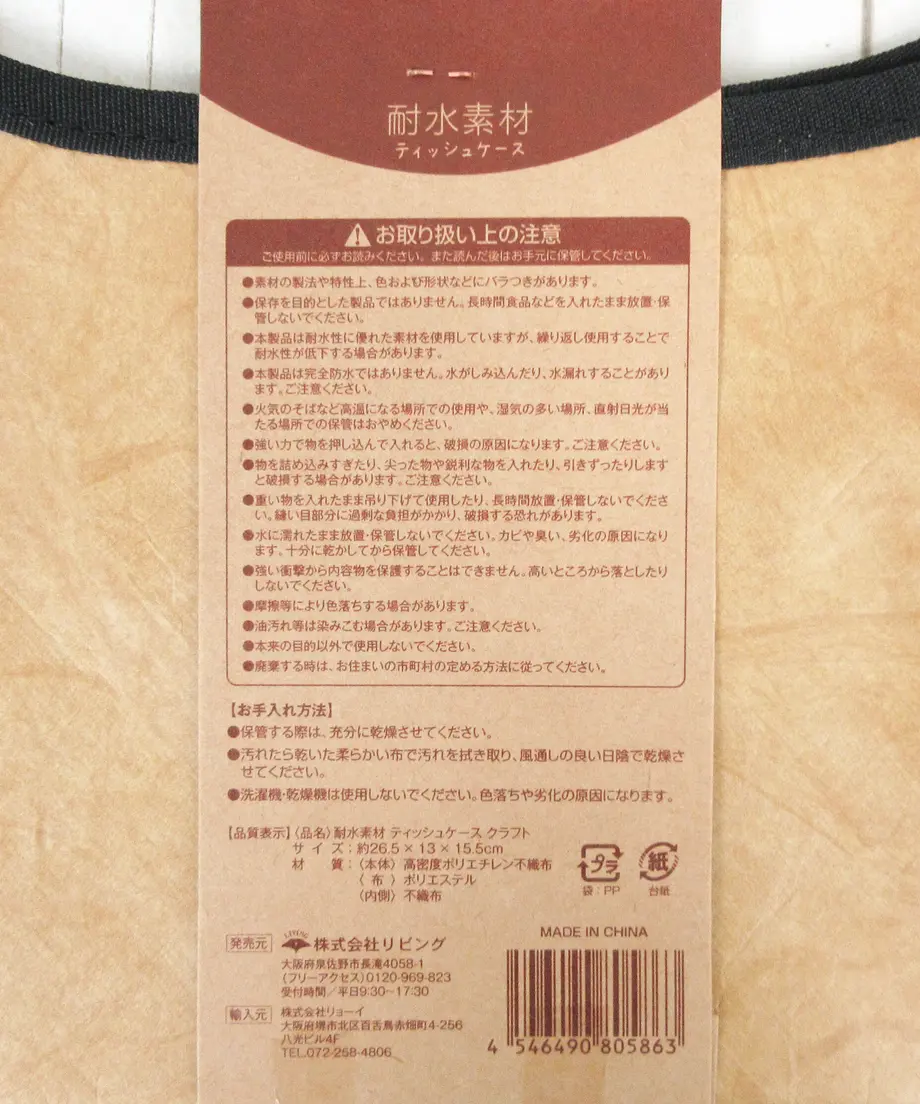 耐水素材
ティッシュケース
お取り扱い上の注意
ご使用前に必ずお読みください。また読んだ後はお手元に保管してください。
●素材の製法や特性上、色および形状などにバラつきがあります。
●保存を目的とした製品ではありません。長時間食品などを入れたまま放置・保
管しないでください。
●本製品は耐水性に優れた素材を使用していますが、繰り返し使用することで
耐水性が低下する場合があります。
●本製品は完全防水ではありません。水がしみ込んだり、水漏れすることがあり
ます。ご注意ください。
●火気のそばなど高温になる場所での使用や、湿気の多い場所、直射日光が当
たる場所での保管はおやめください。
●強い力で物を押し込んで入れると、破損の原因になります。ご注意ください。
●物を詰め込みすぎたり、尖った物や鋭利な物を入れたり、引きずったりします
と破損する場合があります。ご注意ください。
●重い物を入れたまま吊り下げて使用したり、長時間放置・保管しないでくださ
い。縫い目部分に過剰な負担がかかり、破損する恐れがあります。
●水に濡れたまま放置・保管しないでください。カビや臭い、劣化の原因になり
ます。十分に乾かしてから保管してください。
●強い衝撃から内容物を保護することはできません。高いところから落としたり
しないでください。
●摩擦等により色落ちする場合があります。
●油汚れ等は染みこむ場合があります。ご注意ください。
●本来の目的以外で使用しないでください。
●廃棄する時は、お住まいの市町村の定める方法に従ってください。
【お手入れ方法】
●保管する際は、充分に乾燥させてください。
●汚れたら乾いた柔らかい布で汚れを拭き取り、風通しの良い日陰で乾燥さ
せてください。
●洗濯機・乾燥機は使用しないでください。色落ちや劣化の原因になります。
【品質表示】〈品名〉耐水素材 ティッシュケース クラフト
サイズ：約26.5×13×15.5cm
材質：〈本体〉高密度ポリエチレン不織布
〈布〉ポリエステル
〈内側〉不織布
プラ
袋：PP
紙
台紙
発売元 LIVING 株式会社リビング
大阪府泉佐野市長滝4058-1
(フリーアクセス)0120-969-823
受付時間／平日9:30〜17:30
輸入元 株式会社リョーイ
大阪府堺市北区百舌鳥赤畑町4-256
八光ビル4F
TEL.072-258-4806
MADE IN CHINA
4 546490 805863